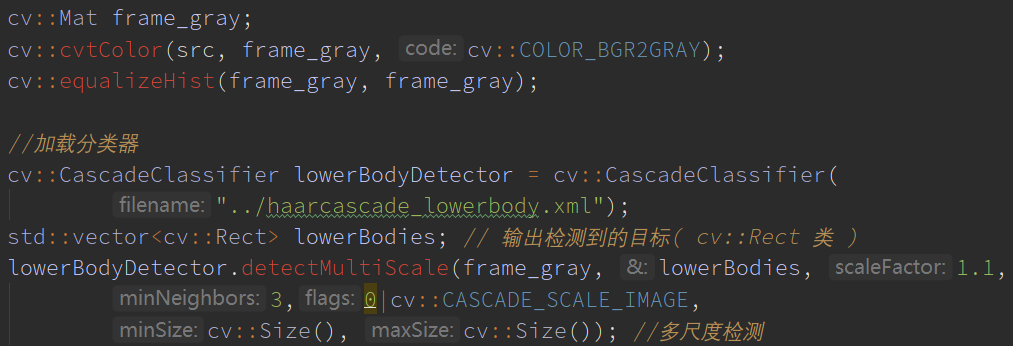 cv::Mat frame_gray;
cv::cvtColor(src, frame_gray, code: cv::COLOR_BGR2GRAY);
cv::equalizeHist(frame_gray, frame_gray);
//加载分类器
cv::CascadeClassifier lowerBodyDetector = cv::CascadeClassifier(
filename: "../haarcascade_lowerbody.xml");
std::vector<cv::Rect> lowerBodies; // 输出检测到的目标( cv::Rect 类 )
lowerBodyDetector.detectMultiScale(frame_gray, &: lowerBodies, scaleFactor: 1.1,
minNeighbors: 3, flags: 0|cv::CASCADE_SCALE_IMAGE,
minSize: cv::Size(), maxSize: cv::Size()); //多尺度检测